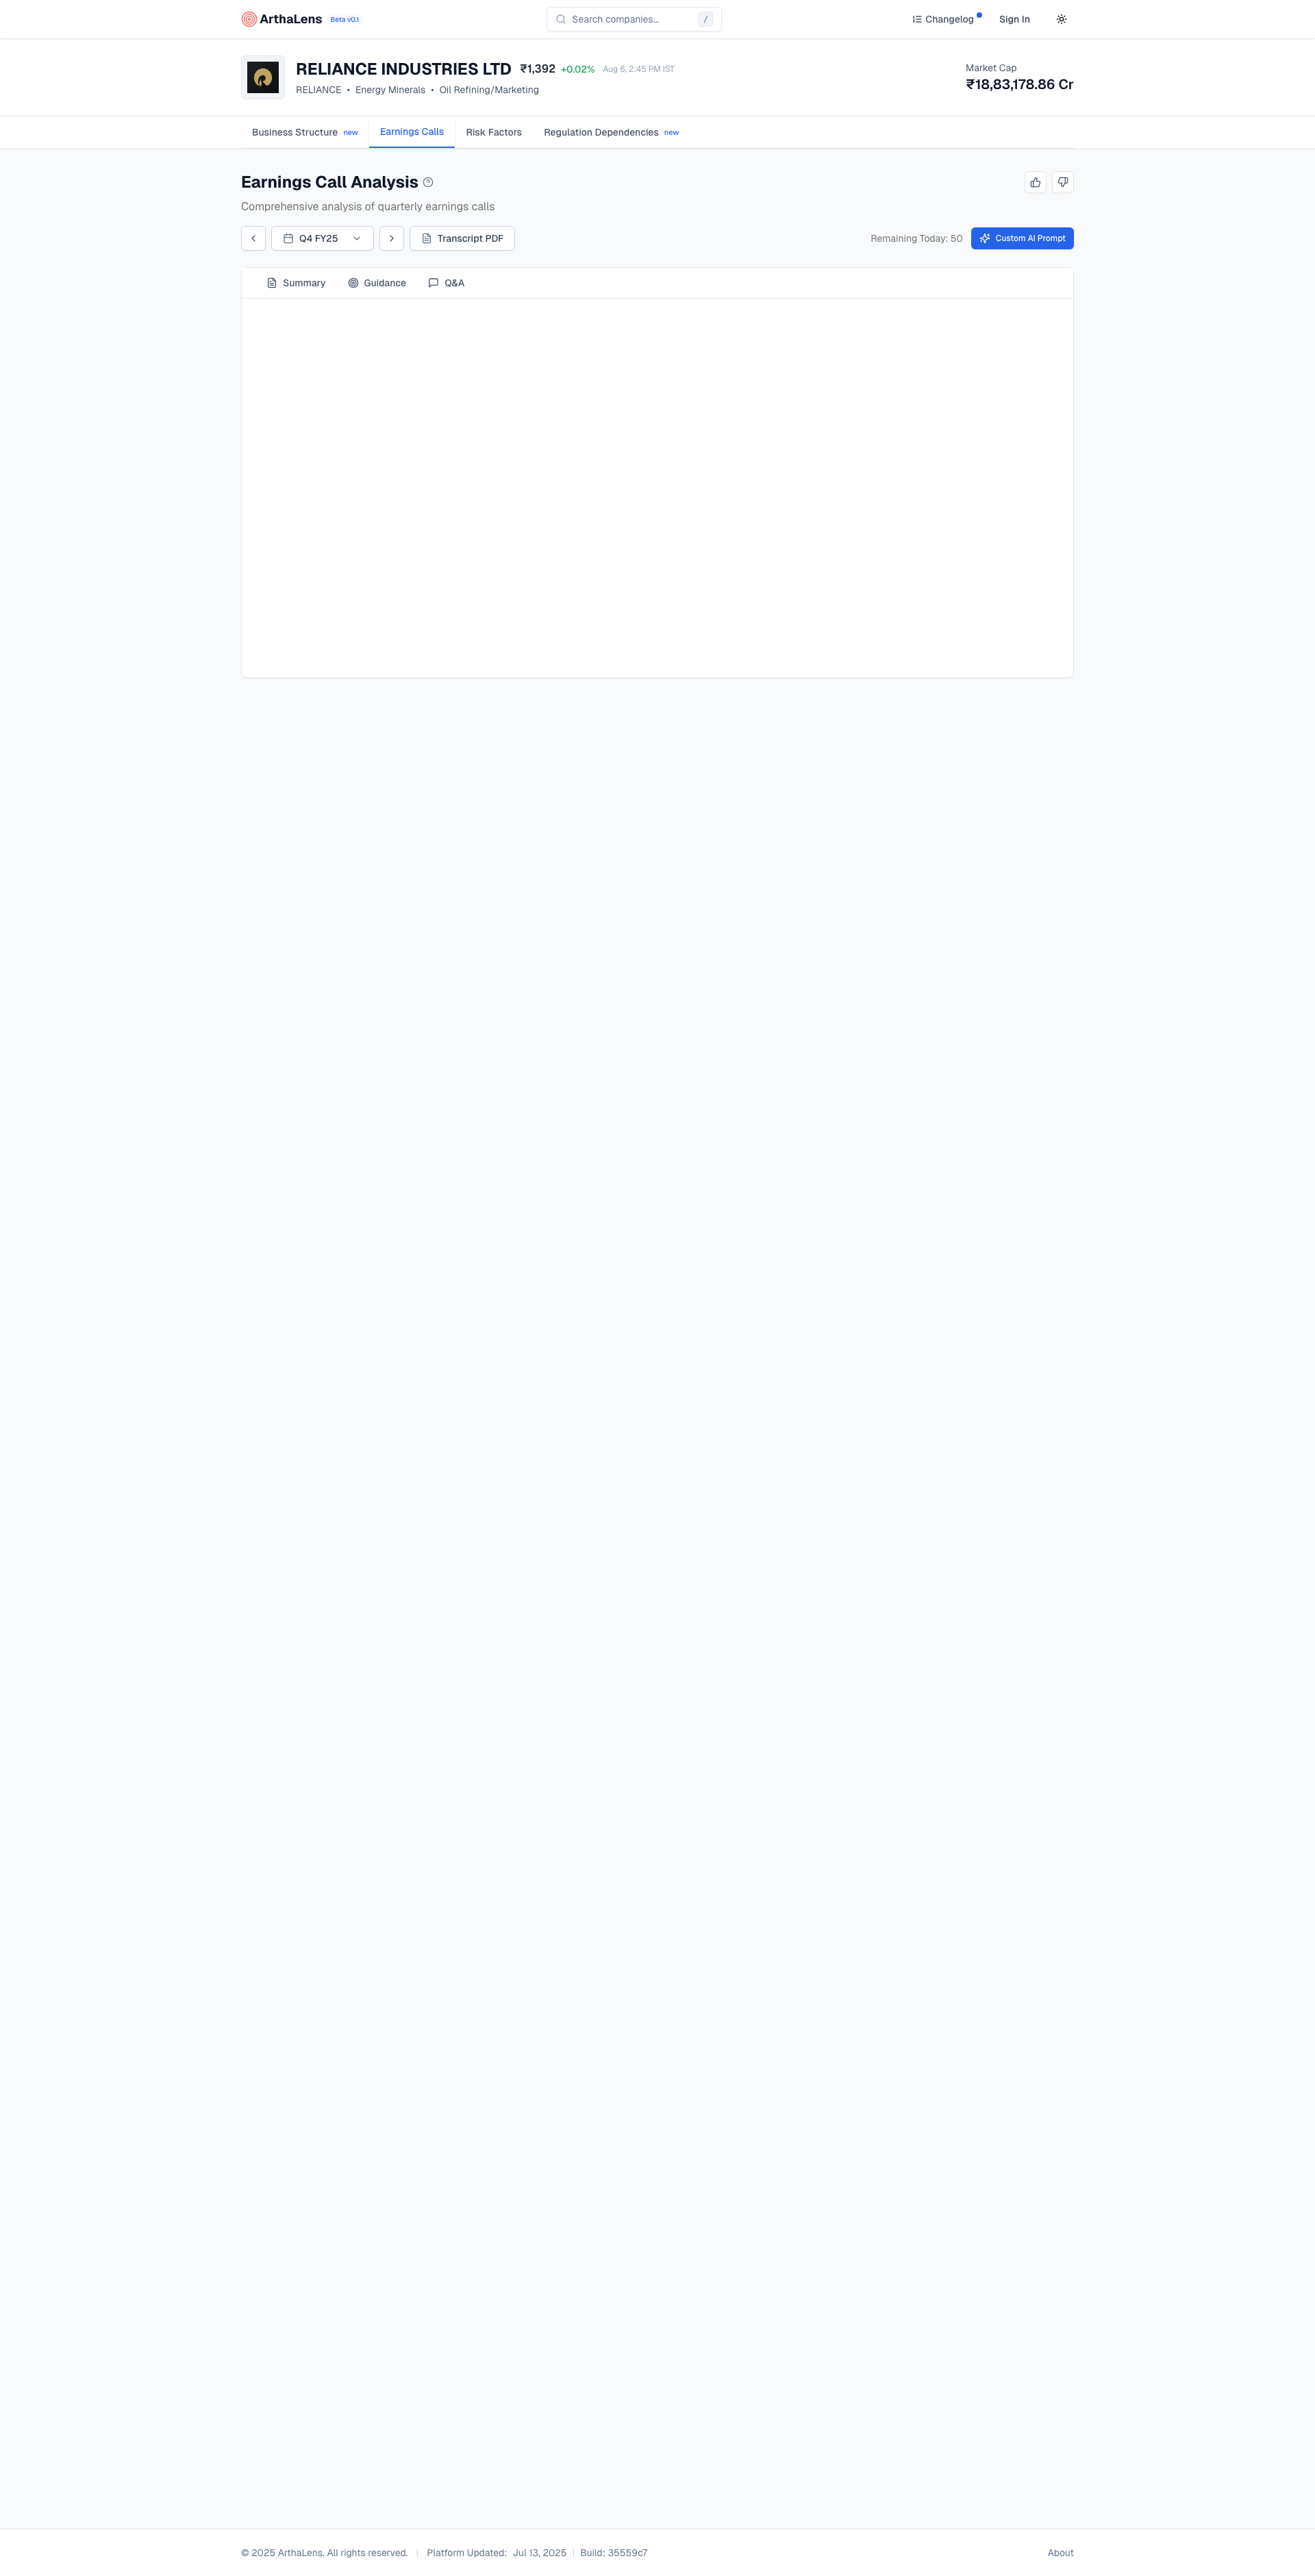 ArthaLens Beta v0.1 Search companies... / Changelog Sign In
RELIANCE INDUSTRIES LTD ₹1,392 +0.02% Aug 6, 2:45 PM IST
RELIANCE • Energy Minerals • Oil Refining/Marketing
Market Cap
₹18,83,178.86 Cr
Business Structure new Earnings Calls Risk Factors Regulation Dependencies new
Earnings Call Analysis
Comprehensive analysis of quarterly earnings calls
Q4 FY25 Transcript PDF Remaining Today: 50 Custom AI Prompt
Summary Guidance Q&A
© 2025 ArthaLens. All rights reserved. | Platform Updated: Jul 13, 2025 | Build: 35559c7 About